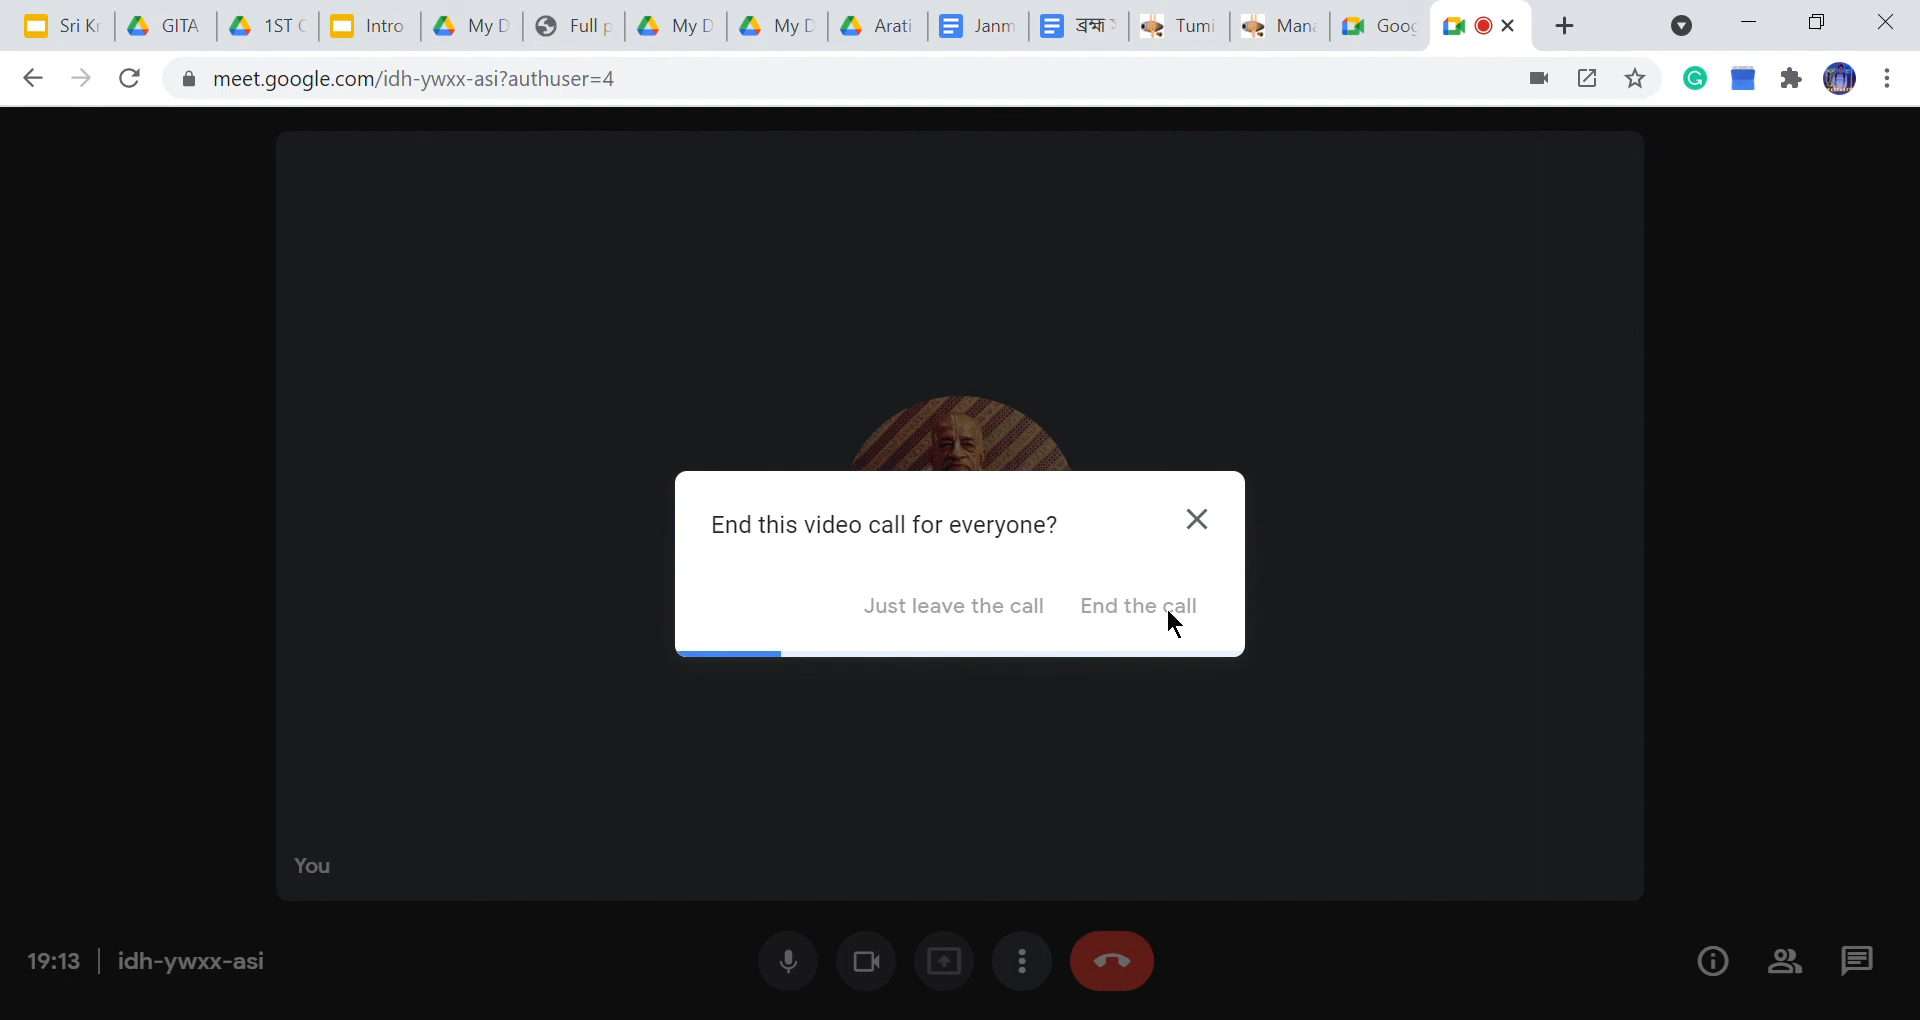 Sri Kr GITA 1ST C Intro My D Full p My D My D Arati Janm ব্রহ্ম Tumi Mana Goog
meet.google.com/idh-ywxx-asi?authuser=4
End this video call for everyone?
Just leave the call End the call
You
19:13 idh-ywxx-asi